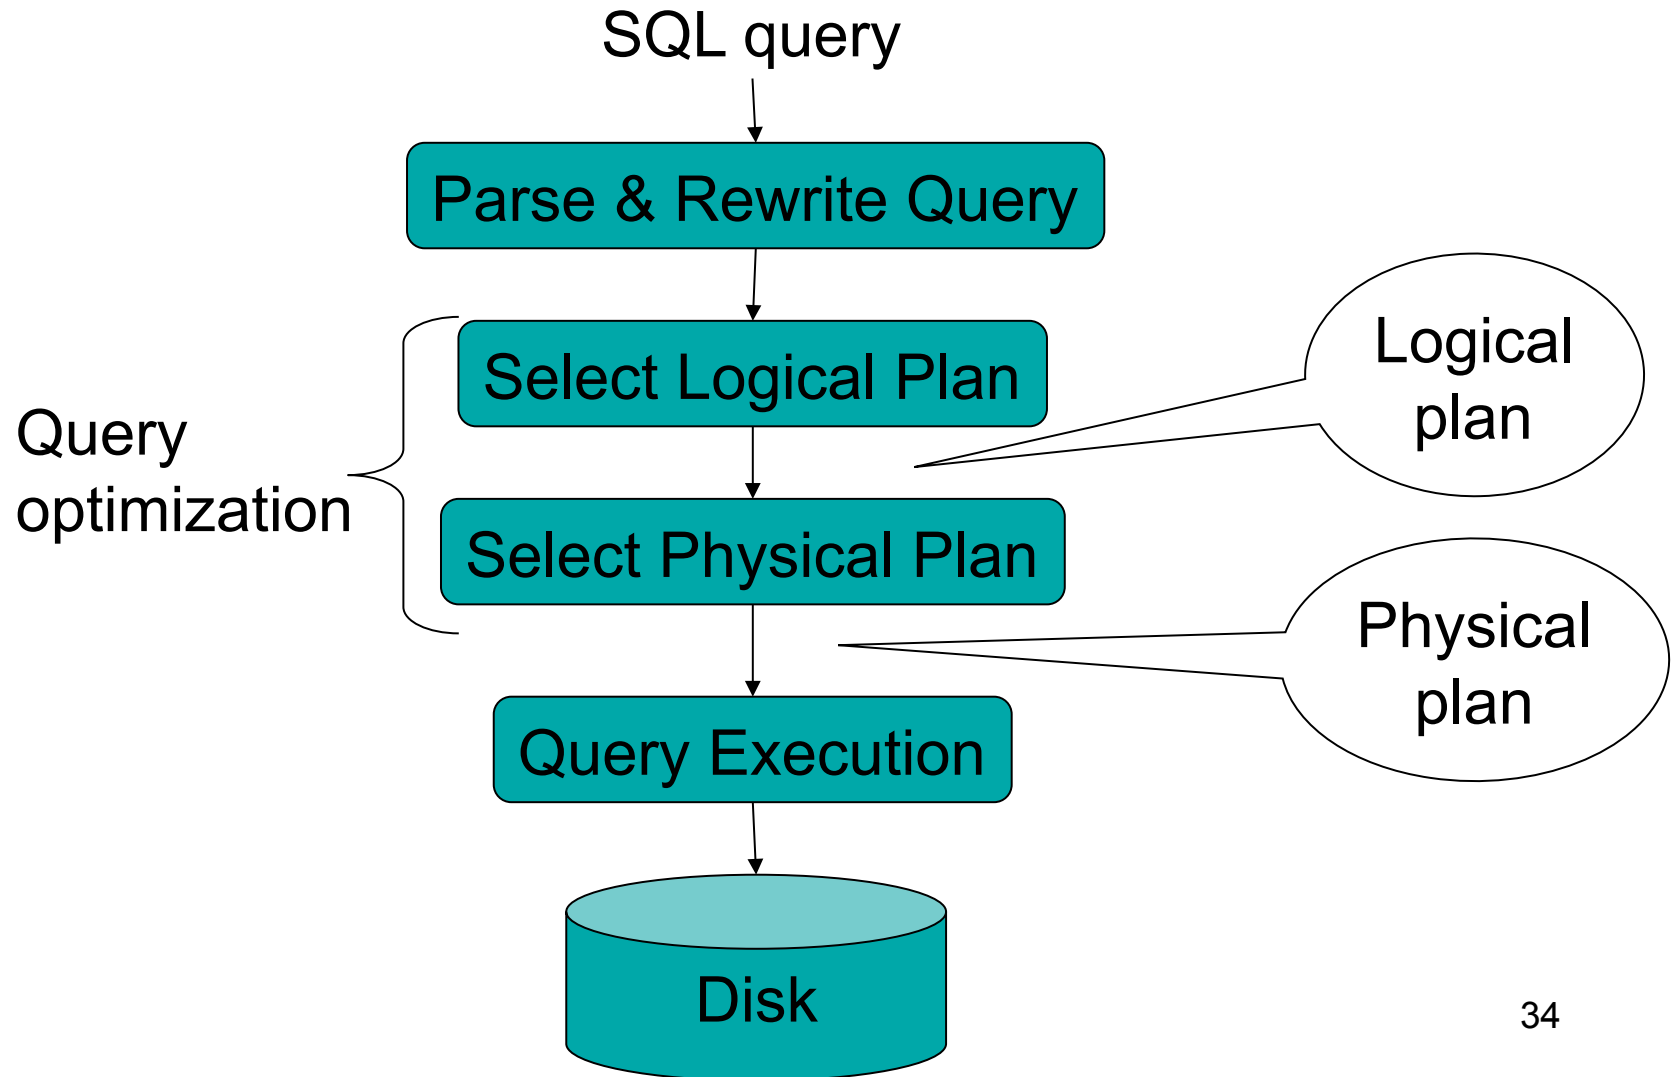 SQL query
Parse & Rewrite Query
Select Logical Plan
Logical
plan
Query
optimization
Select Physical Plan
Physical
plan
Query Execution
Disk
34